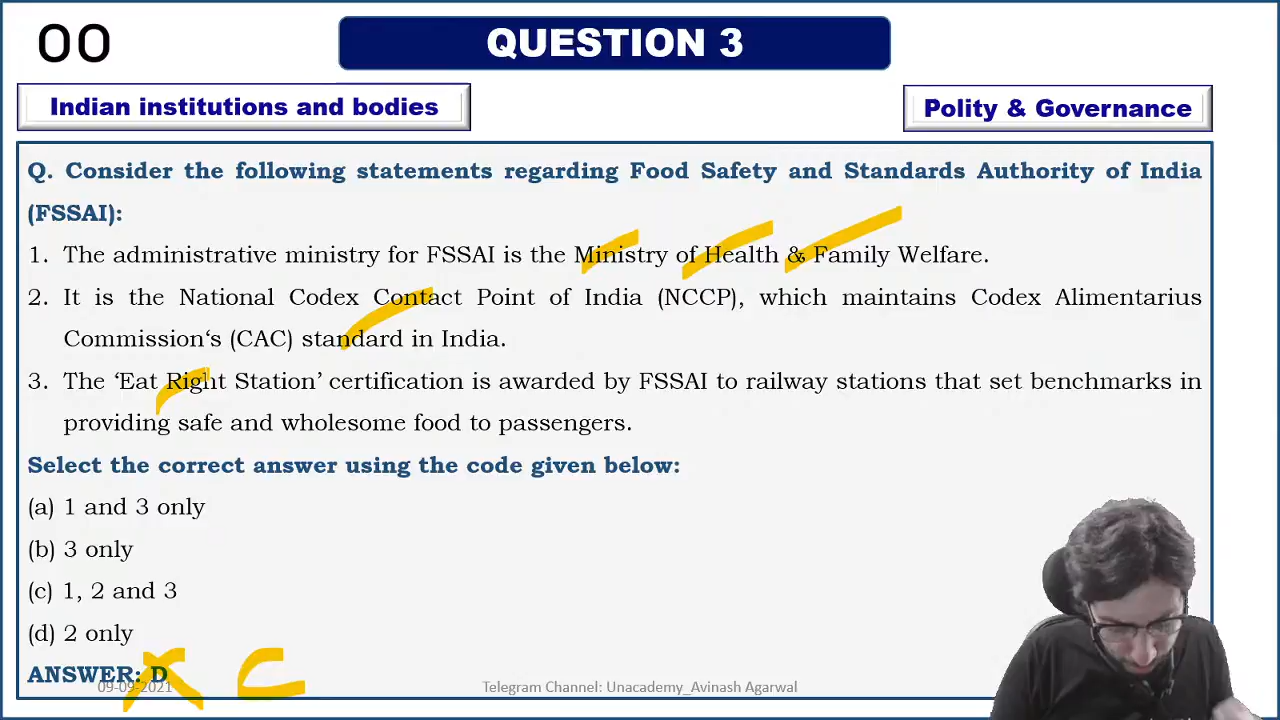 00
QUESTION 3
Indian institutions and bodies
Polity & Governance
Q. Consider the following statements regarding Food Safety and Standards Authority of India
(FSSAI):
1. The administrative ministry for FSSAI is the Ministry of Health & Family Welfare.
2. It is the National Codex Contact Point of India (NCCP), which maintains Codex Alimentarius
Commission‘s (CAC) standard in India.
3. The ‘Eat Right Station’ certification is awarded by FSSAI to railway stations that set benchmarks in
providing safe and wholesome food to passengers.
Select the correct answer using the code given below:
(a) 1 and 3 only
(b) 3 only
(c) 1, 2 and 3
(d) 2 only
ANSWER: D C
09-09-2021
Telegram Channel: Unacademy_Avinash Agarwal